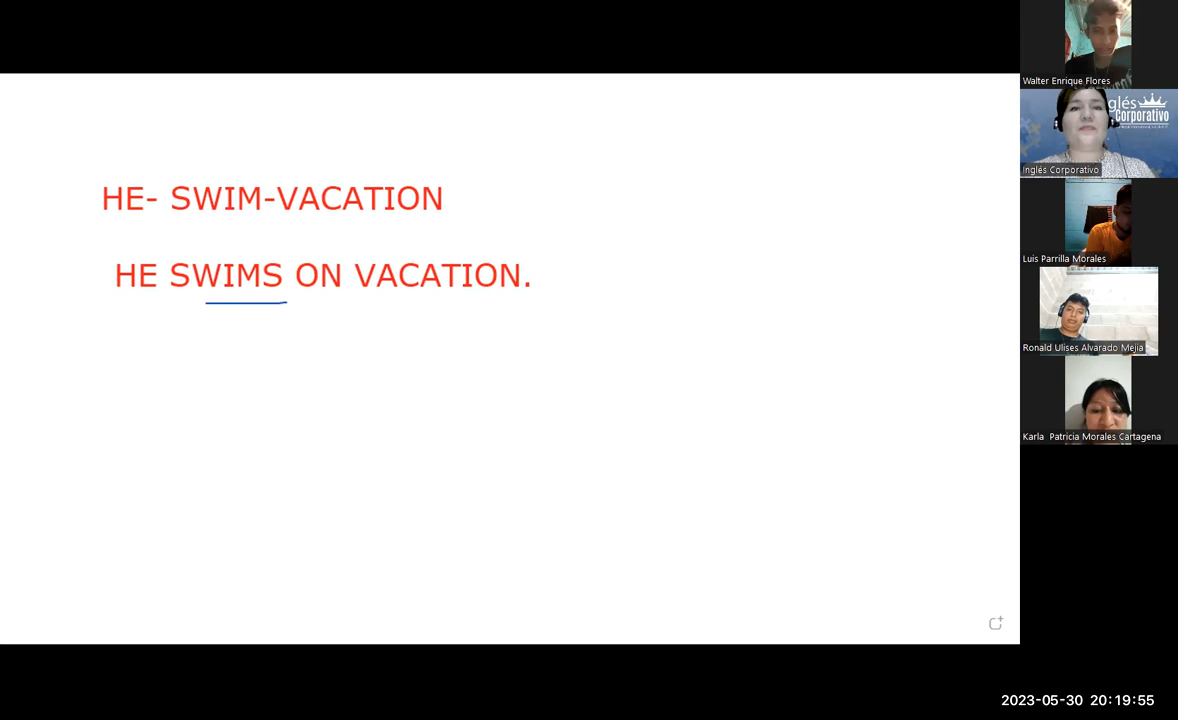 HE- SWIM-VACATION
HE SWIMS ON VACATION.
Walter Enrique Flores
glés
Corporativo
Inglés Corporativo
Luis Parrilla Morales
Ronald Ulises Alvarado Mejia
Karla Patricia Morales Cartagena
2023-05-30 20:19:55